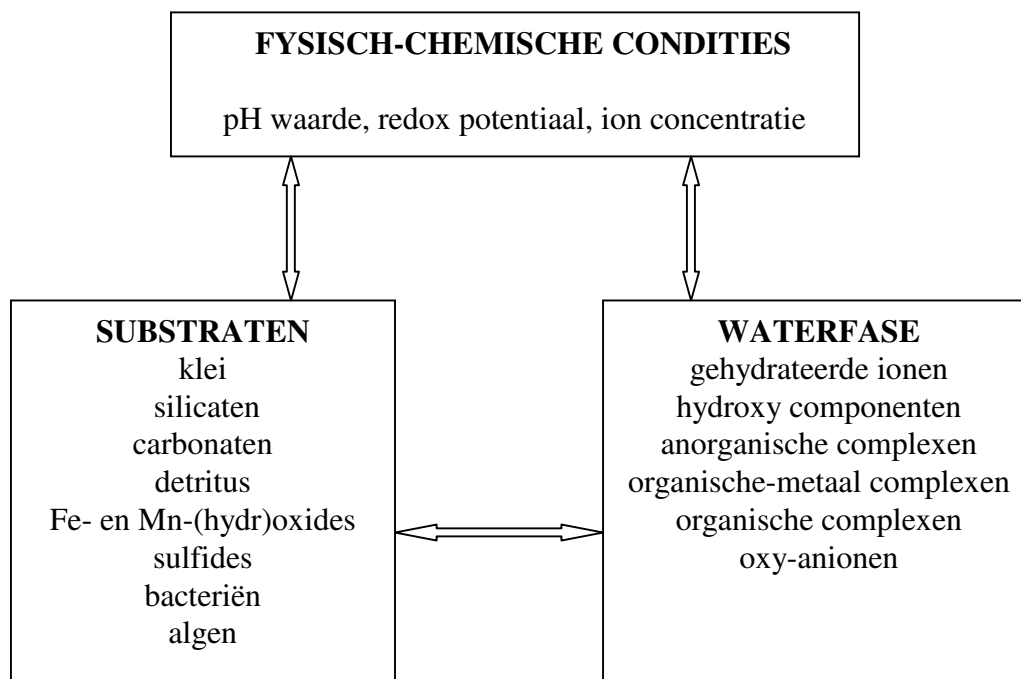 FYSISCH-CHEMISCHE CONDITIES
pH waarde, redox potentiaal, ion concentratie
SUBSTRATEN
klei
silicaten
carbonaten
detritus
Fe- en Mn-(hydr)oxides
sulfides
bacteriën
algen
WATERFASE
gehydrateerde ionen
hydroxy componenten
anorganische complexen
organische-metaal complexen
organische complexen
oxy-anionen